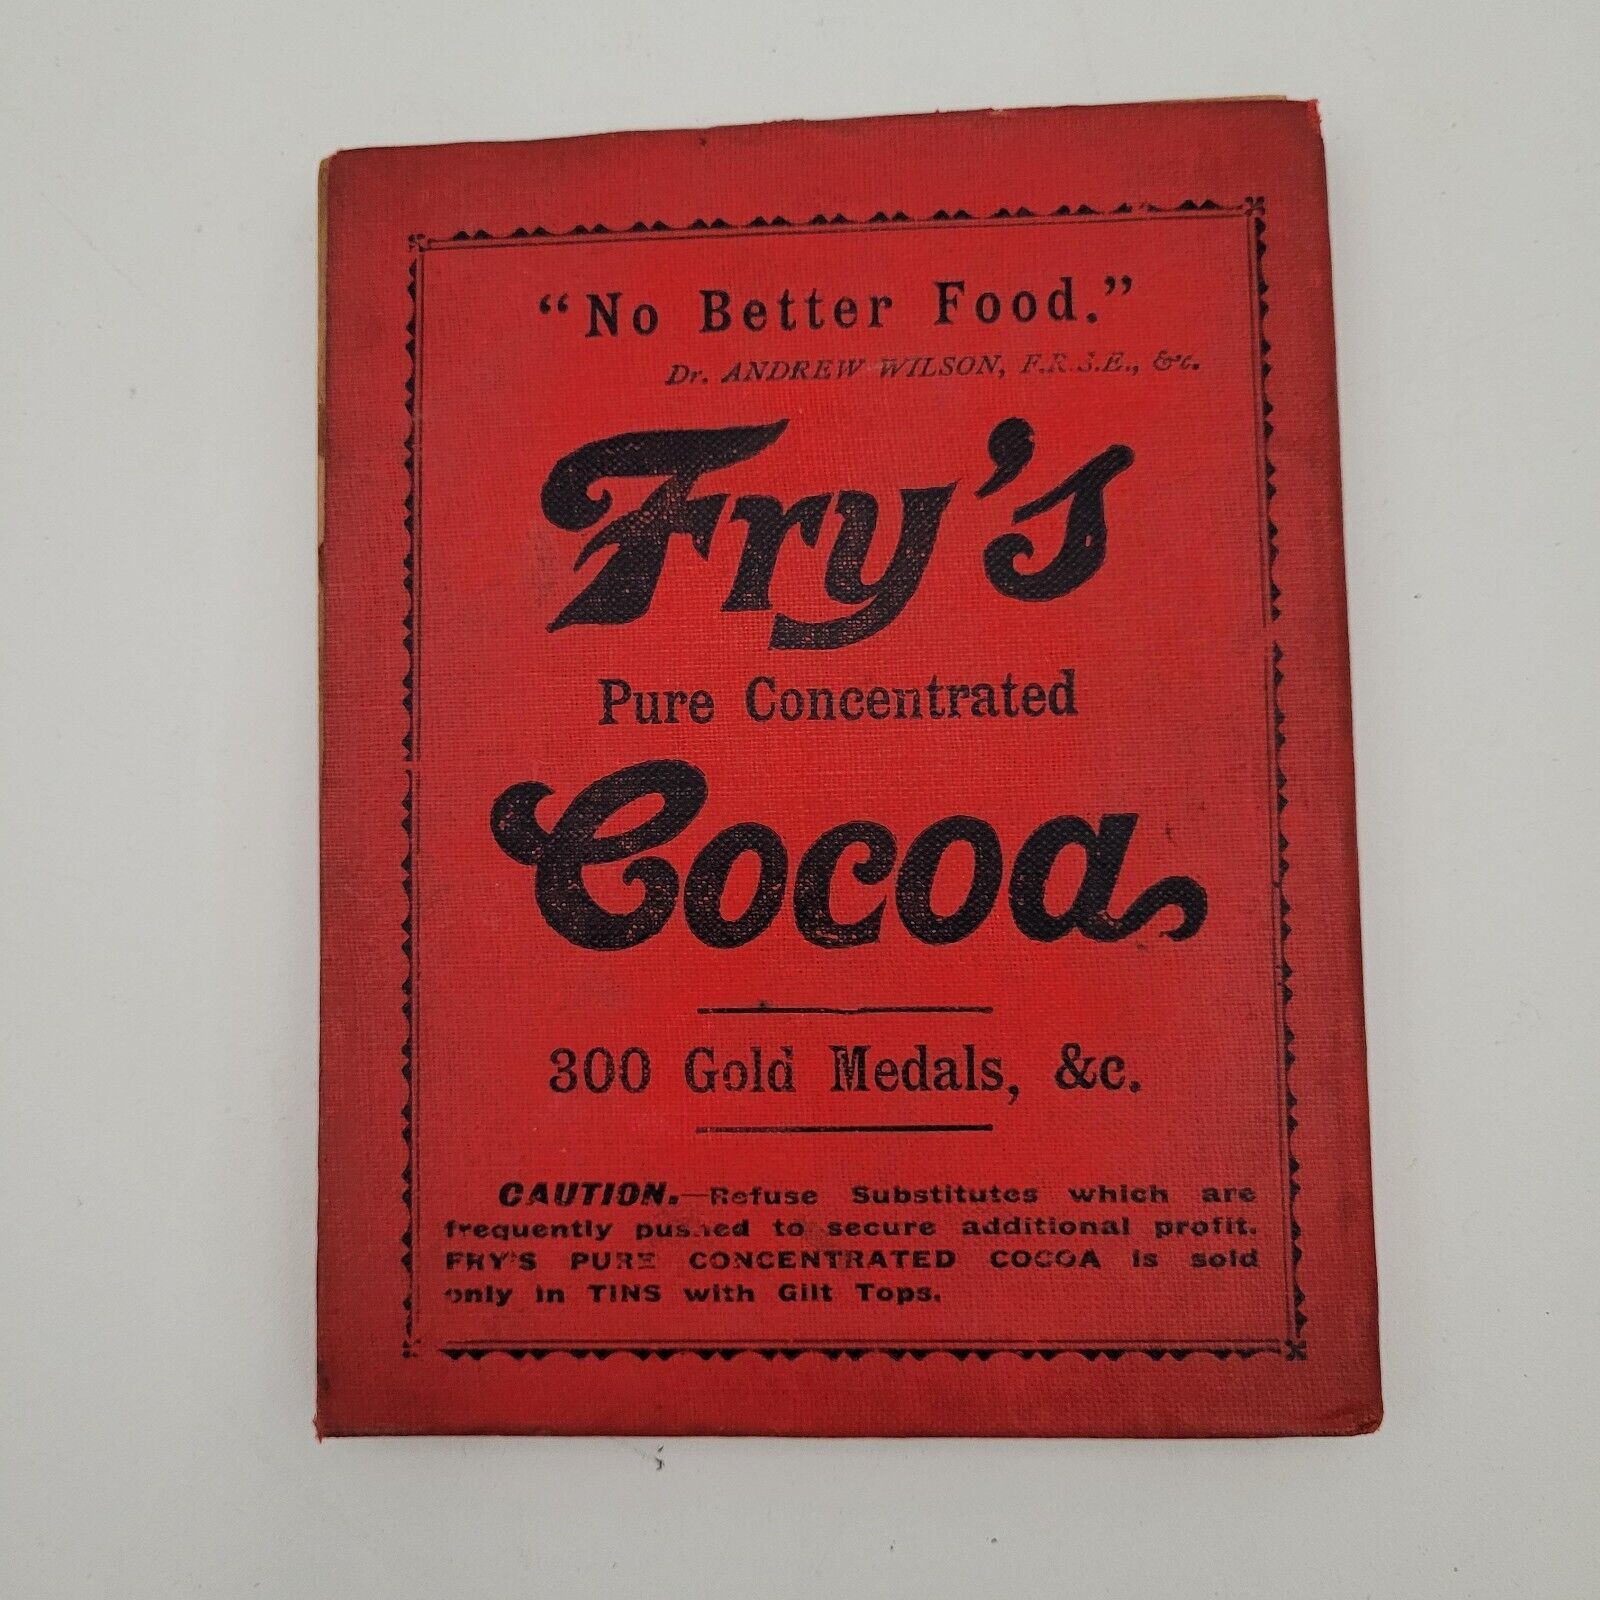 "No Better Food."
Dr. ANDREW WILSON, F.R.S.E., &c.
Fry's
Pure Concentrated
Cocoa
300 Gold Medals, &c.
CAUTION.—Refuse Substitutes which are
frequently pushed to secure additional profit.
FRY'S PURE CONCENTRATED COCOA is sold
only in TINS with Gilt Tops.